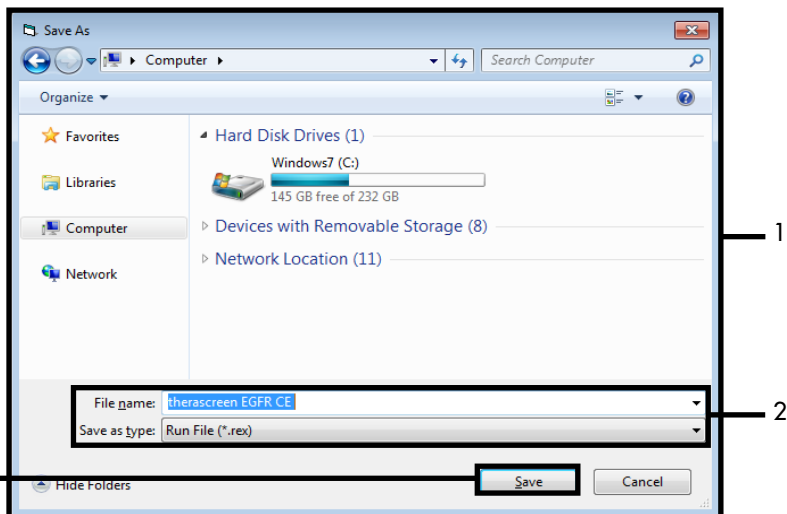 Save As
Computer
Search Computer
Organize
Favorites
Libraries
Computer
Network
Hard Disk Drives (1)
Windows7 (C:)
145 GB free of 232 GB
Devices with Removable Storage (8)
Network Location (11)
1
File name: therascreen EGFR CE
Save as type: Run File (*.rex)
2
Hide Folders
Save
Cancel